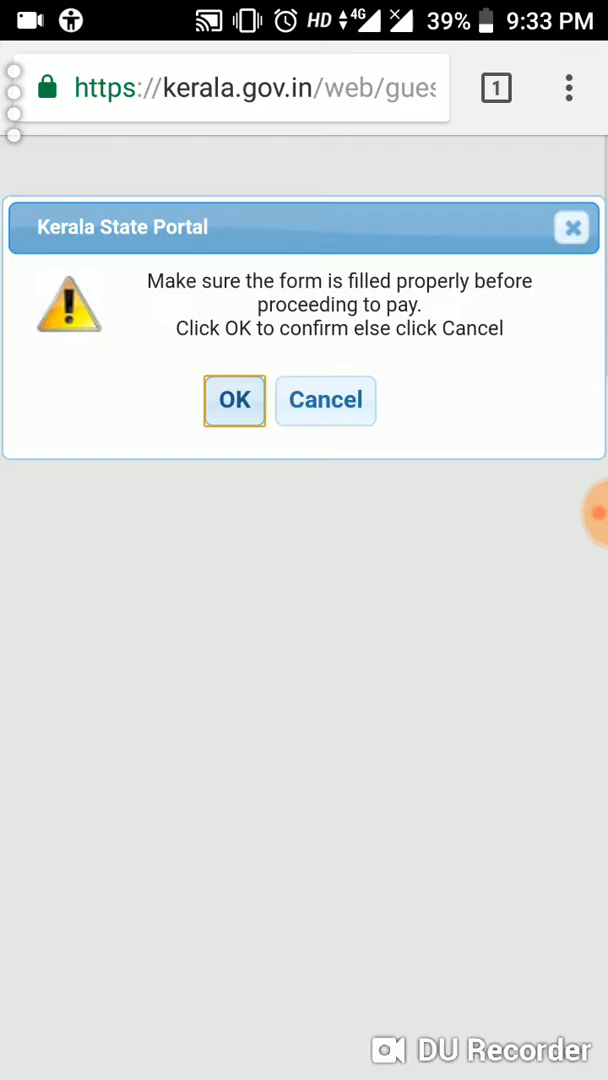 HD 4G 39% 9:33 PM
https://kerala.gov.in/web/gues 1
Kerala State Portal
Make sure the form is filled properly before
proceeding to pay.
Click OK to confirm else click Cancel
OK Cancel
DU Recorder